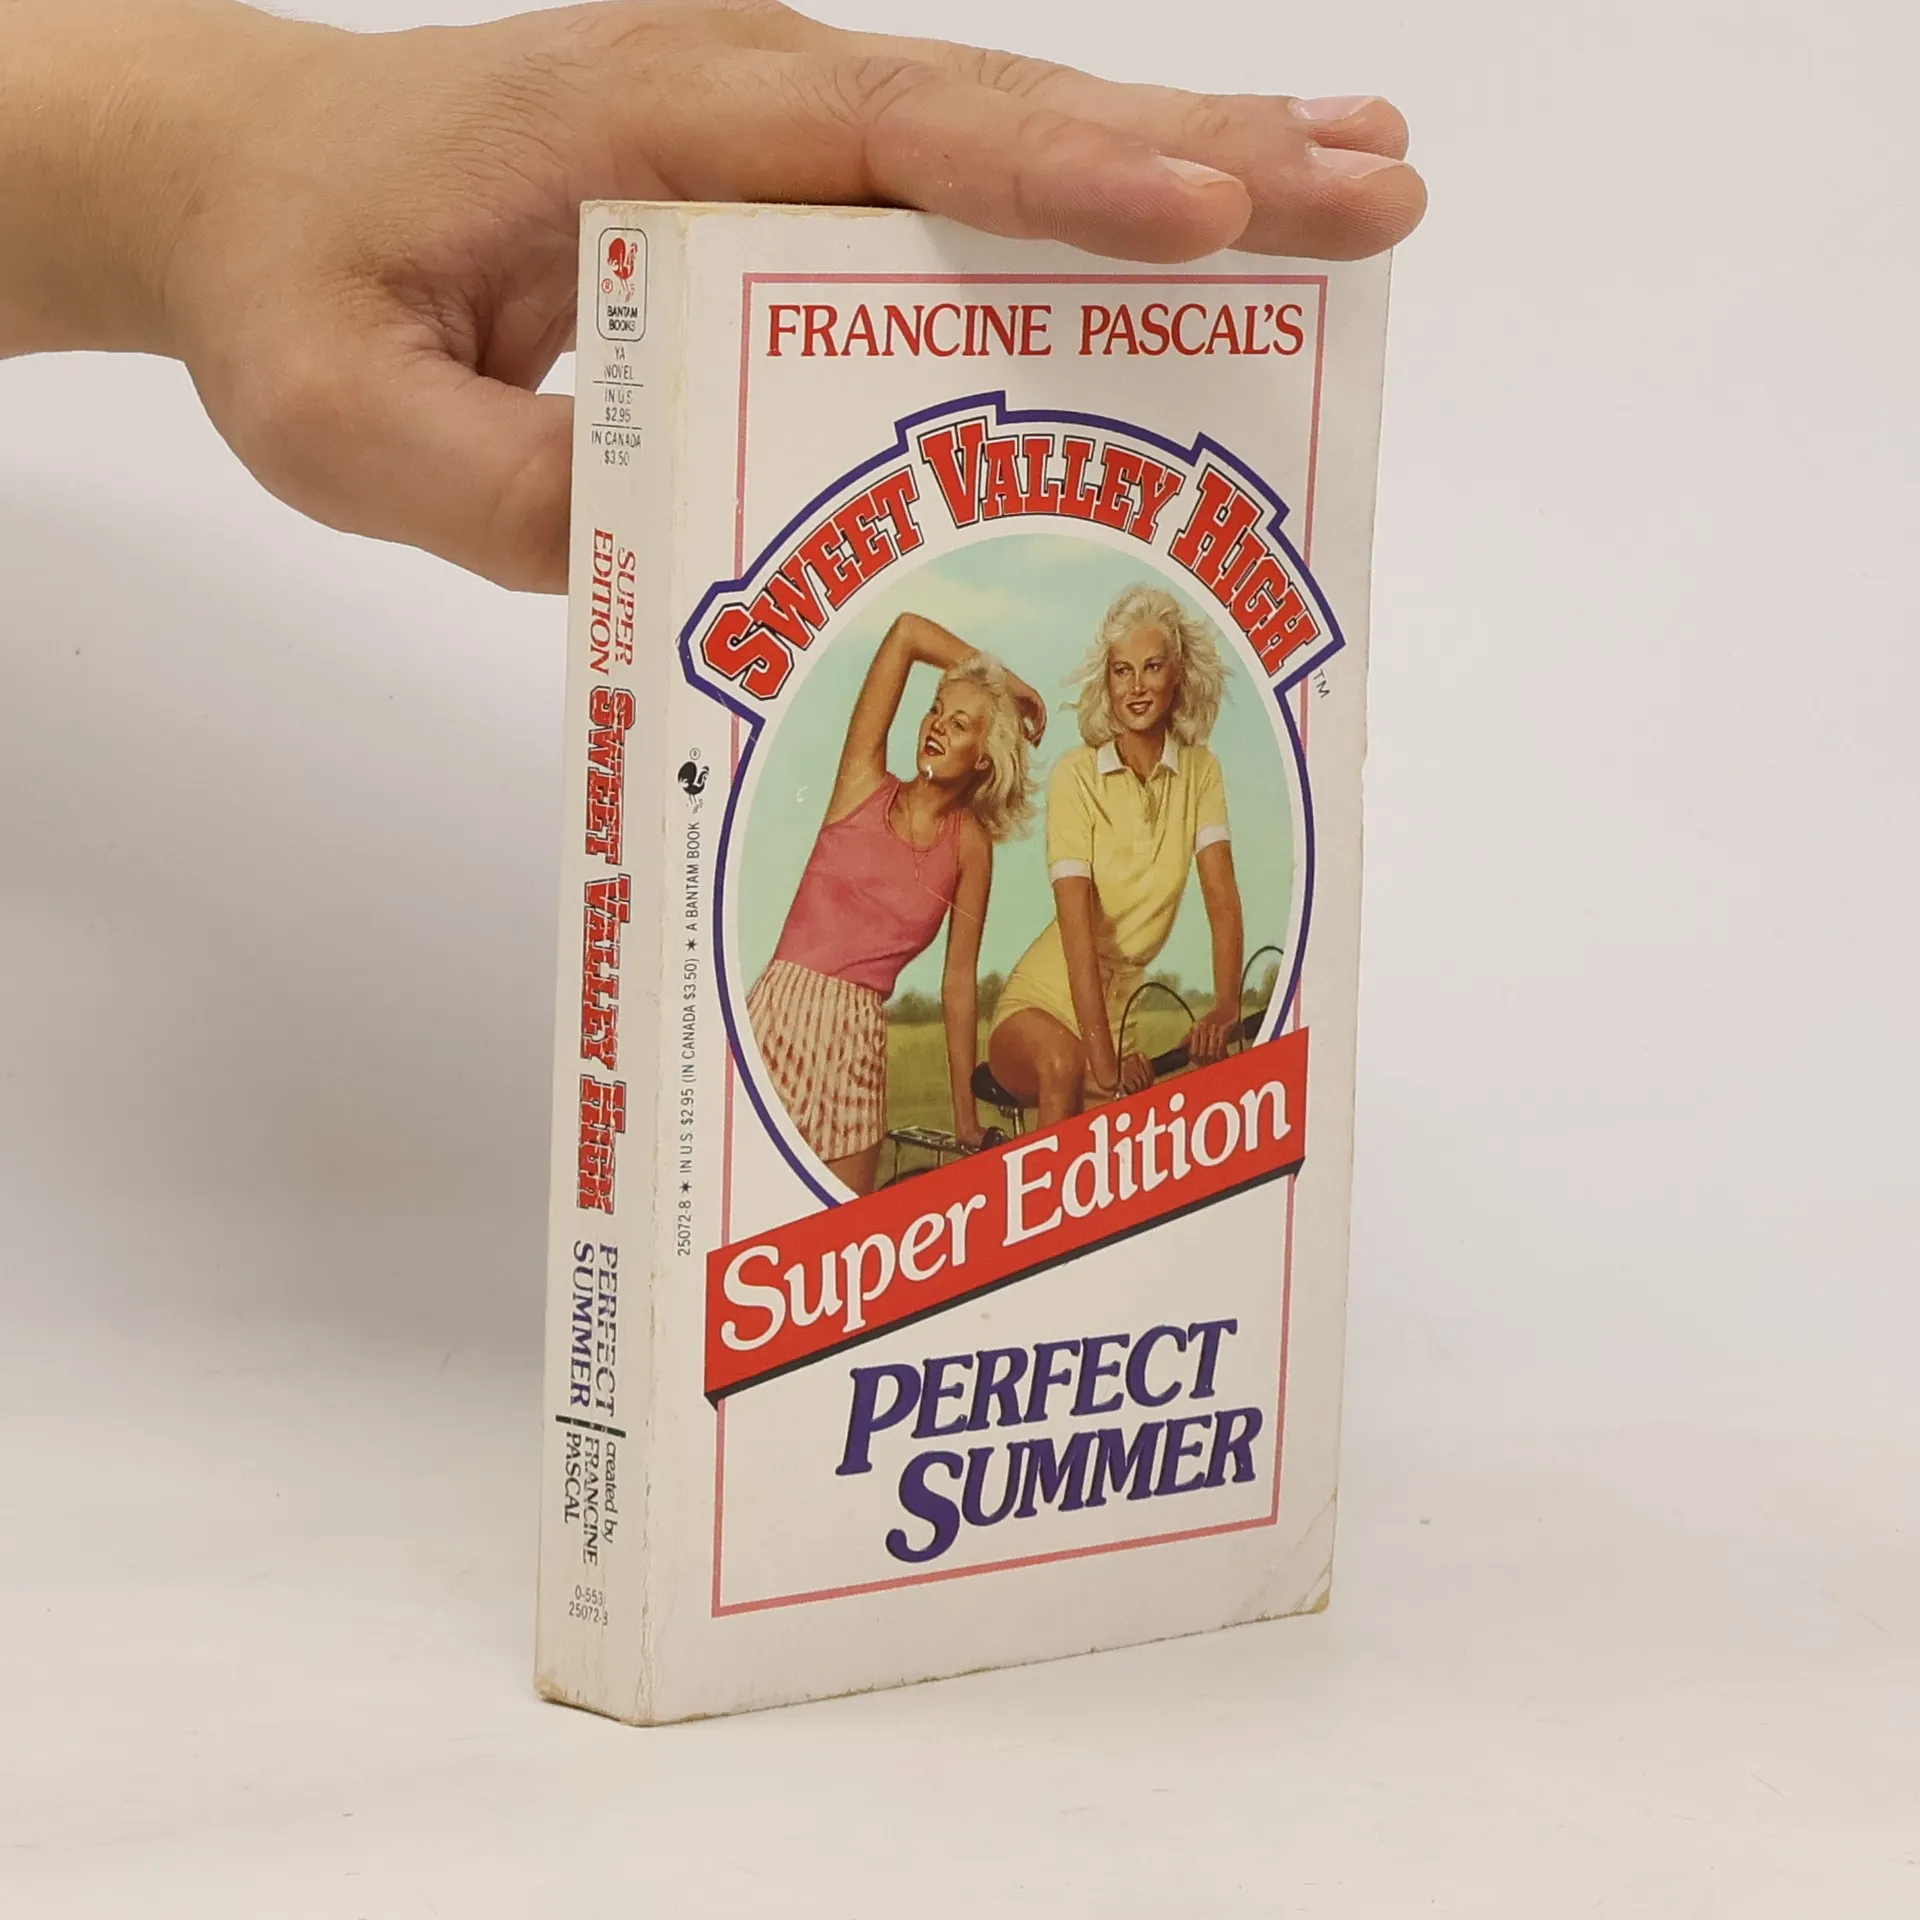 BANTAM
BOOKS
YA
NOVEL
IN U.S.
$2.95
IN CANADA
$3.50
SUPER
EDITION
SWEET VALLEY HIGH
PERFECT
SUMMER
created by
FRANCINE
PASCAL
0-553
25072-8
FRANCINE PASCAL'S
SWEET VALLEY HIGH
TM
25072-8 * IN U.S. $2.95 (IN CANADA $3.50) * A BANTAM BOOK
Super Edition
PERFECT
SUMMER